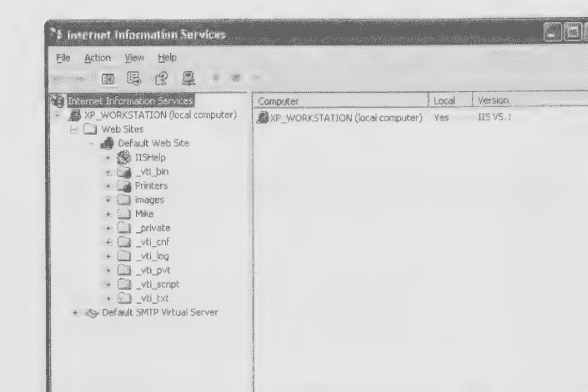 Internet Information Services
File Action View Help
Internet Information Services
XP_WORKSTATION (local computer)
Web Sites
Default Web Site
IISHelp
_vti_bin
Printers
images
Mike
_private
_vti_cnf
_vti_log
_vti_pvt
_vti_script
_vti_txt
Default SMTP Virtual Server
Computer Local Version
XP_WORKSTATION (local computer) Yes IIS V5.1